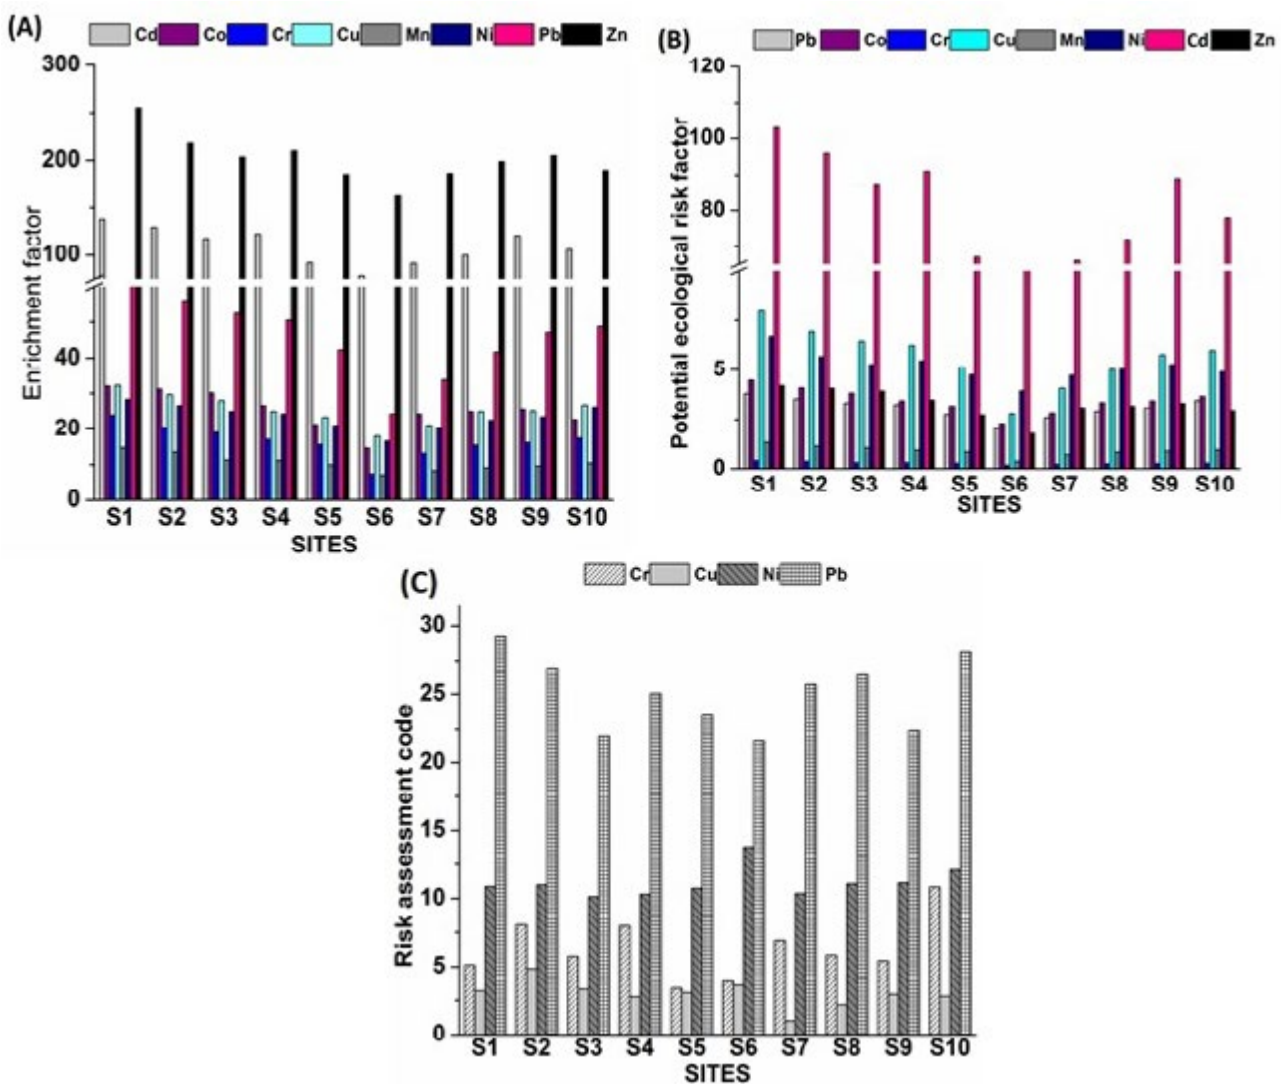 (A)
Cd Co Cr Cu Mn Ni Pb Zn
300
200
100
40
20
0
Enrichment factor
S1 S2 S3 S4 S5 S6 S7 S8 S9 S10
SITES
(B)
Pb Co Cr Cu Mn Ni Cd Zn
120
100
80
5
0
Potential ecological risk factor
S1 S2 S3 S4 S5 S6 S7 S8 S9 S10
SITES
(C)
Cr Cu Ni Pb
30
25
20
15
10
5
0
Risk assessment code
S1 S2 S3 S4 S5 S6 S7 S8 S9 S10
SITES